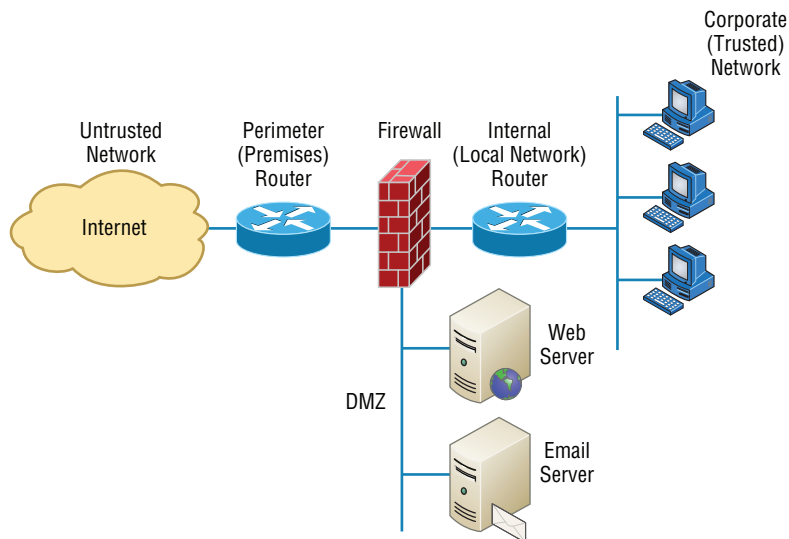 Corporate
(Trusted)
Network
Untrusted
Network
Perimeter
(Premises)
Router
Firewall
Internal
(Local Network)
Router
Internet
Web
Server
DMZ
Email
Server